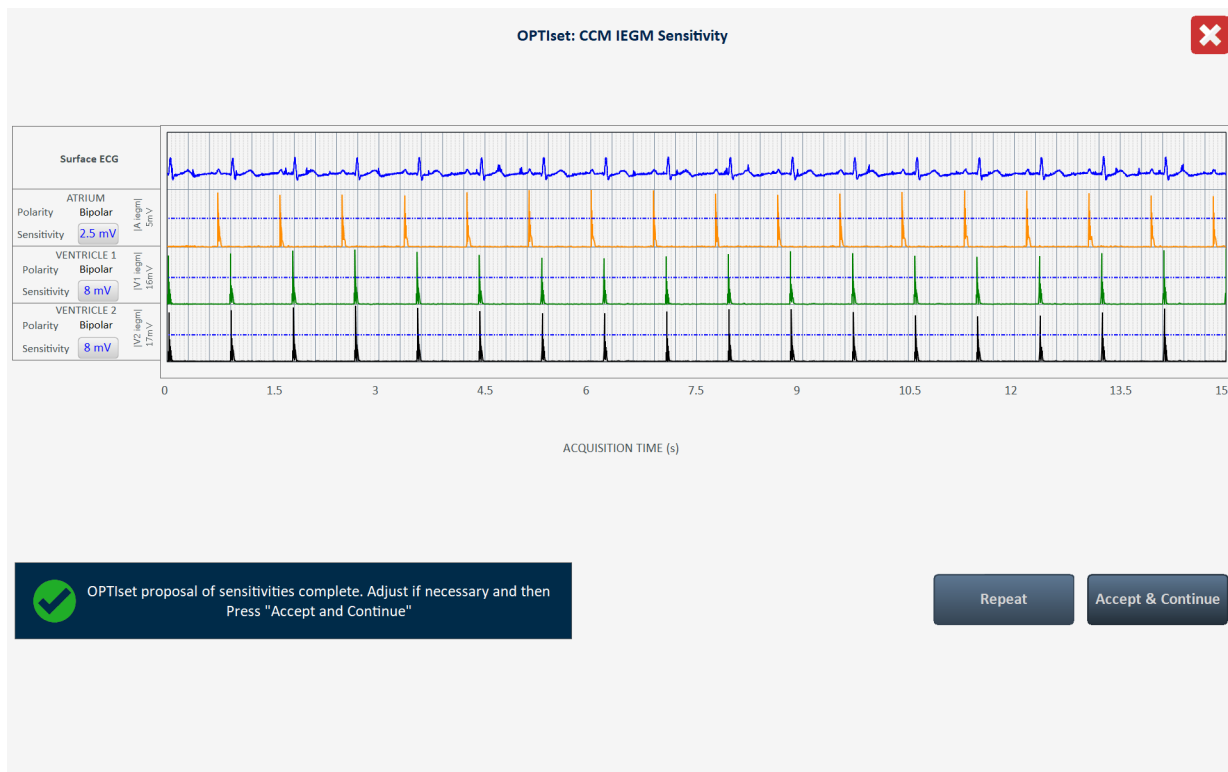 OPTIset: CCM IEGM Sensitivity
Surface ECG
ATRIUM
Polarity Bipolar
Sensitivity 2.5 mV
|A iegm|
5mV
VENTRICLE 1
Polarity Bipolar
Sensitivity 8 mV
|V1 iegm|
16mV
VENTRICLE 2
Polarity Bipolar
Sensitivity 8 mV
|V2 iegm|
17mV
0 1.5 3 4.5 6 7.5 9 10.5 12 13.5 15
ACQUISITION TIME (s)
OPTIset proposal of sensitivities complete. Adjust if necessary and then
Press "Accept and Continue"
Repeat
Accept & Continue